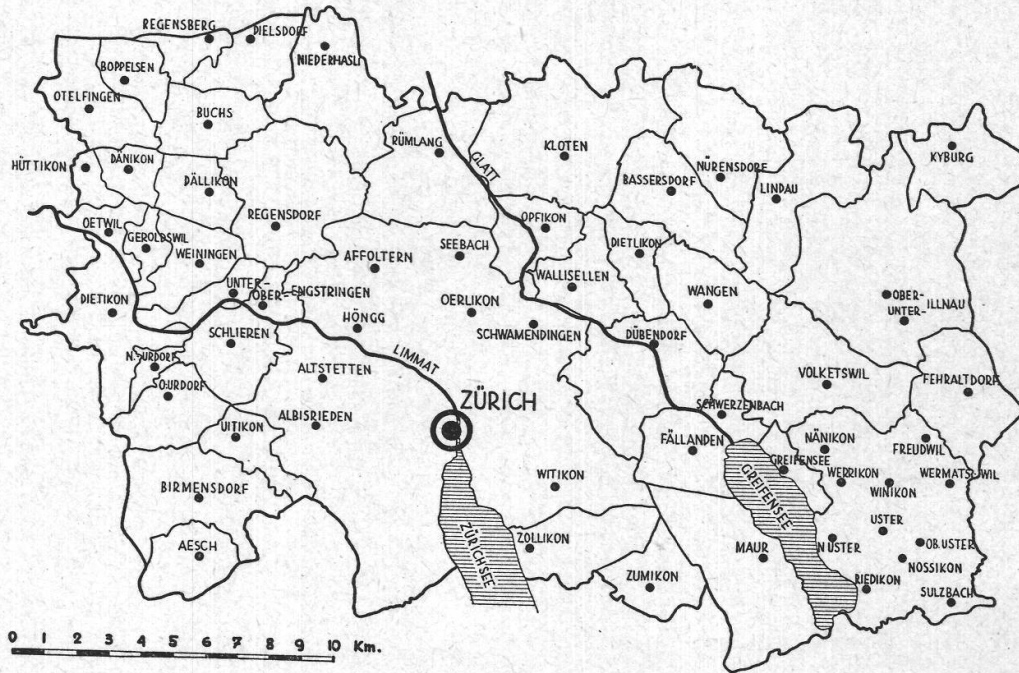 REGENSBERG
DIELSDORF
NIEDERHASLI
BOPPELSEN
OTELFINGEN
BUCHS
RÜMLANG
GLATT
KLOTEN
KYBURG
HÜTTIKON
DÄNIKON
DÄLLIKON
BASSERSDORF
NÜRENSDORF
LINDAU
REGENSDORF
OETWIL
GEROLDSWIL
WEININGEN
OPFIKON
DIETLIKON
SEEBACH
AFFOLTERN
WALLISELLEN
UNTER-
OBER-ENGSTRINGEN
DIETIKON
OERLIKON
WANGEN
OBER-
UNTER-
ILLNAU
HÖNGG
SCHWAMENDINGEN
SCHLIEREN
DÜBENDORF
LIMMAT
N.-URDORF
O.URDORF
ALTSTETTEN
VOLKETSWIL
FEHRALTDORF
ZÜRICH
SCHWERZENBACH
ALBISRIEDEN
UITIKON
FÄLLANDEN
NÄNIKON
FREUDWIL
GREIFENSEE
WERRIKON
WERMATSWIL
WINIKON
BIRMENSDORF
WITIKON
GREIFENSEE
USTER
ZÜRICHSEE
ZOLLIKON
AESCH
MAUR
N USTER
OB.USTER
NOSSIKON
ZUMIKON
RIEDIKON
SULZBACH
0 1 2 3 4 5 6 7 8 9 10 Km.